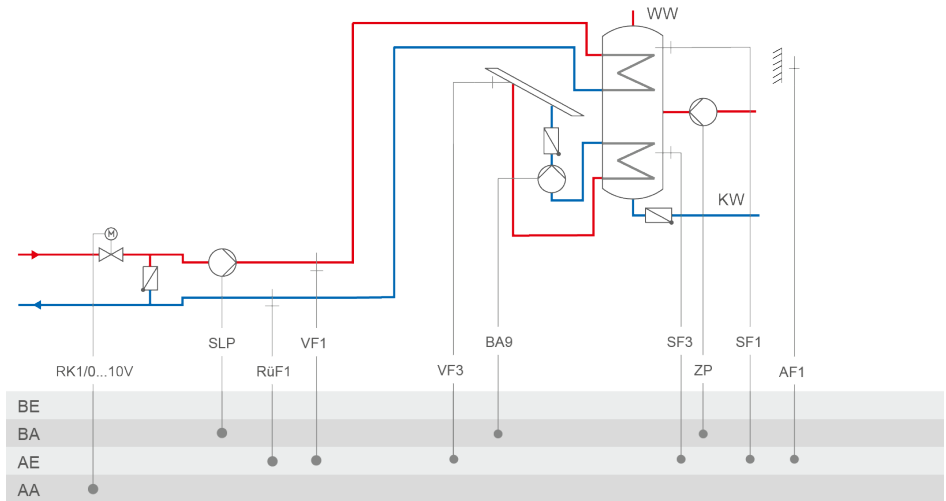 WW
M
KW
SLP
VF1
BA9
SF3
SF1
RK1/0...10V
RüF1
VF3
ZP
AF1
BE
BA
AE
AA